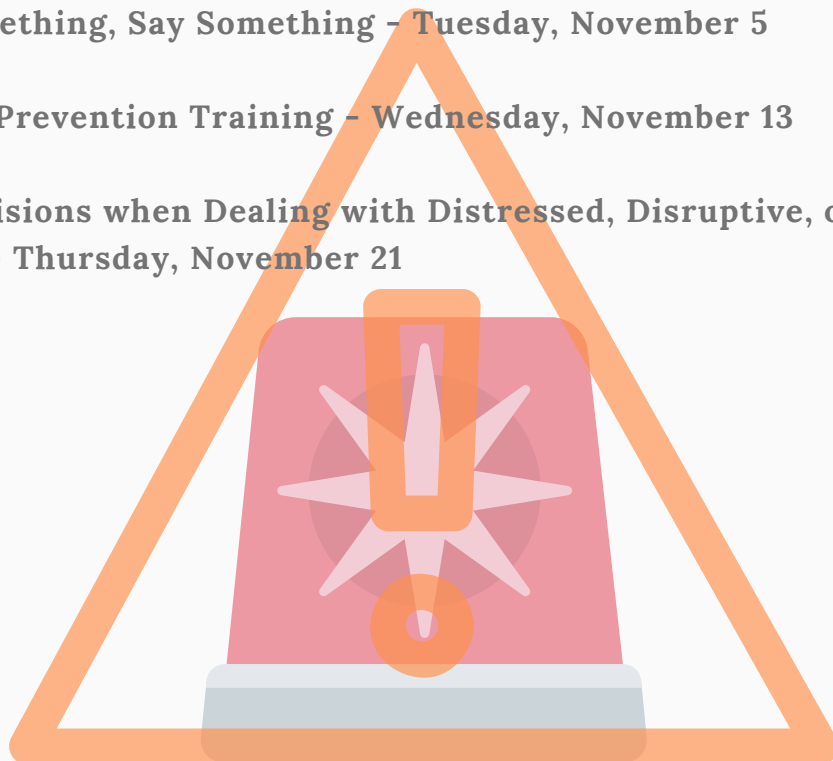 ething, Say Something – Tuesday, November 5
Prevention Training – Wednesday, November 13
isions when Dealing with Distressed, Disruptive, o
Thursday, November 21